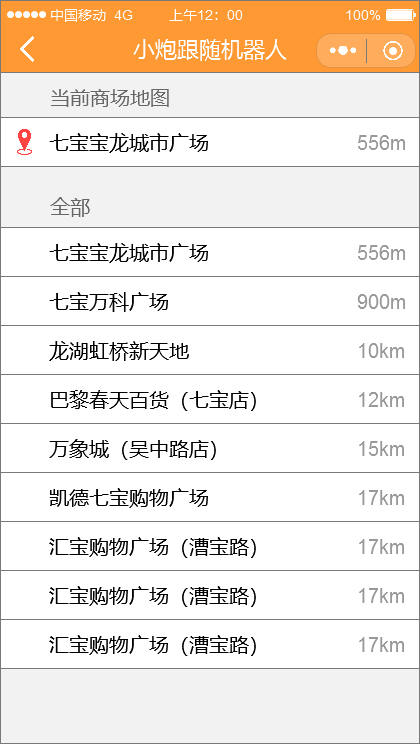 中国移动 4G 上午12：00 100%
小炮跟随机器人
当前商场地图
七宝宝龙城市广场 556m
全部
七宝宝龙城市广场 556m
七宝万科广场 900m
龙湖虹桥新天地 10km
巴黎春天百货（七宝店） 12km
万象城（吴中路店） 15km
凯德七宝购物广场 17km
汇宝购物广场（漕宝路） 17km
汇宝购物广场（漕宝路） 17km
汇宝购物广场（漕宝路） 17km